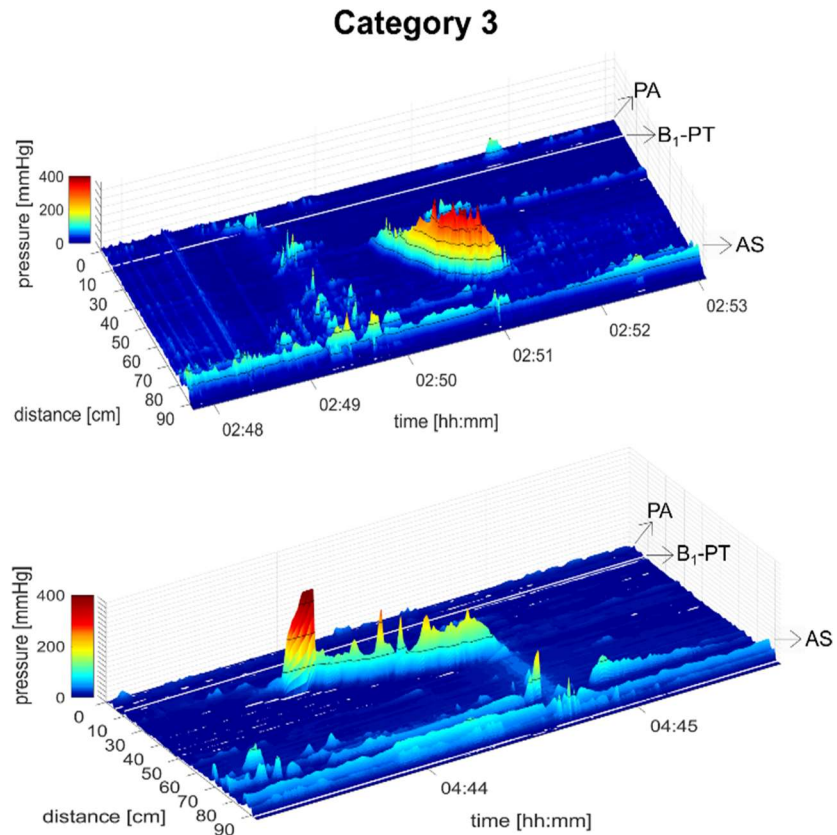 Category 3
PA
B₁-PT
AS
pressure [mmHg]
400
200
0
0
10
30
40
50
60
70
80
90
distance [cm]
02:48
02:49
02:50
02:51
02:52
02:53
time [hh:mm]
PA
B₁-PT
AS
pressure [mmHg]
400
200
0
0
10
30
40
50
60
70
80
90
distance [cm]
04:44
04:45
time [hh:mm]